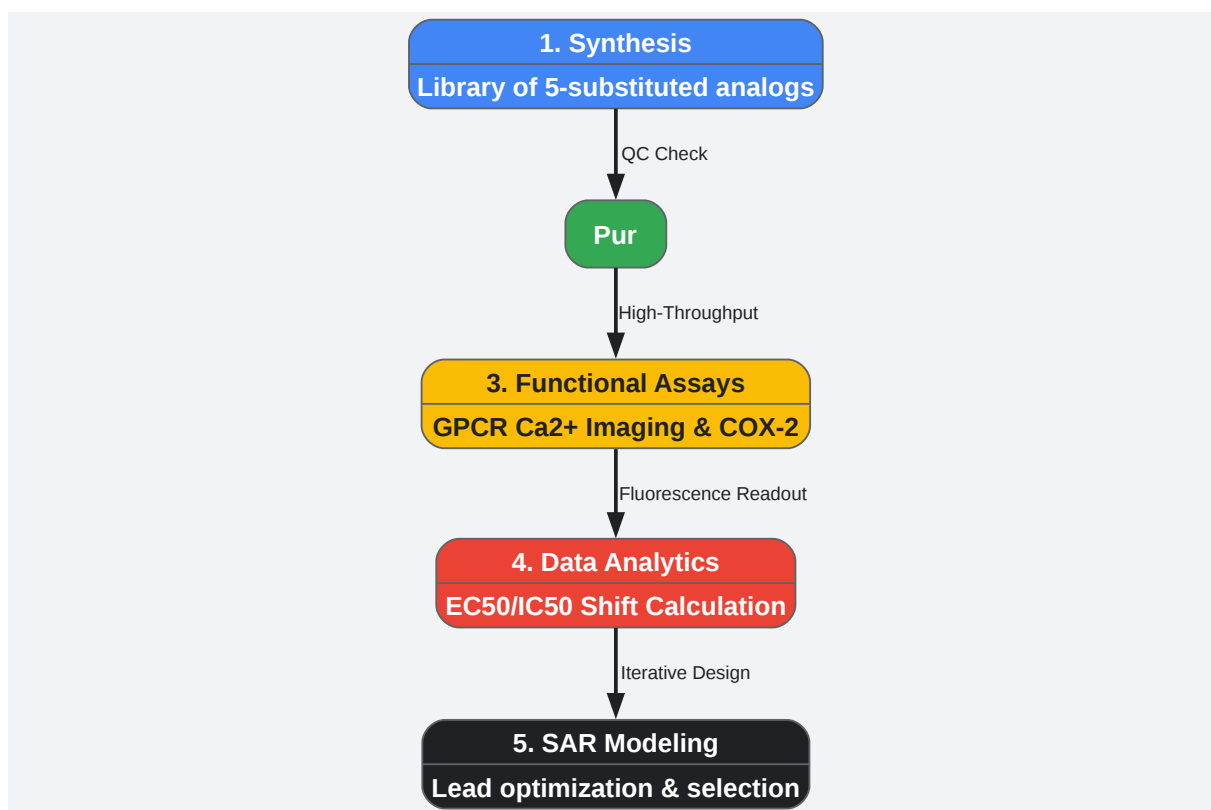 1. Synthesis
Library of 5-substituted analogs
QC Check
Pur
High-Throughput
3. Functional Assays
GPCR Ca2+ Imaging & COX-2
Fluorescence Readout
4. Data Analytics
EC50/IC50 Shift Calculation
Iterative Design
5. SAR Modeling
Lead optimization & selection